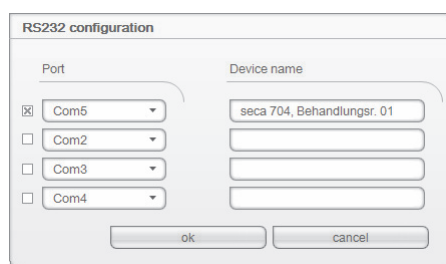 RS232 configuration
Port Device name
Com5 seca 704, Behandlungsr. 01
Com2
Com3
Com4
ok cancel